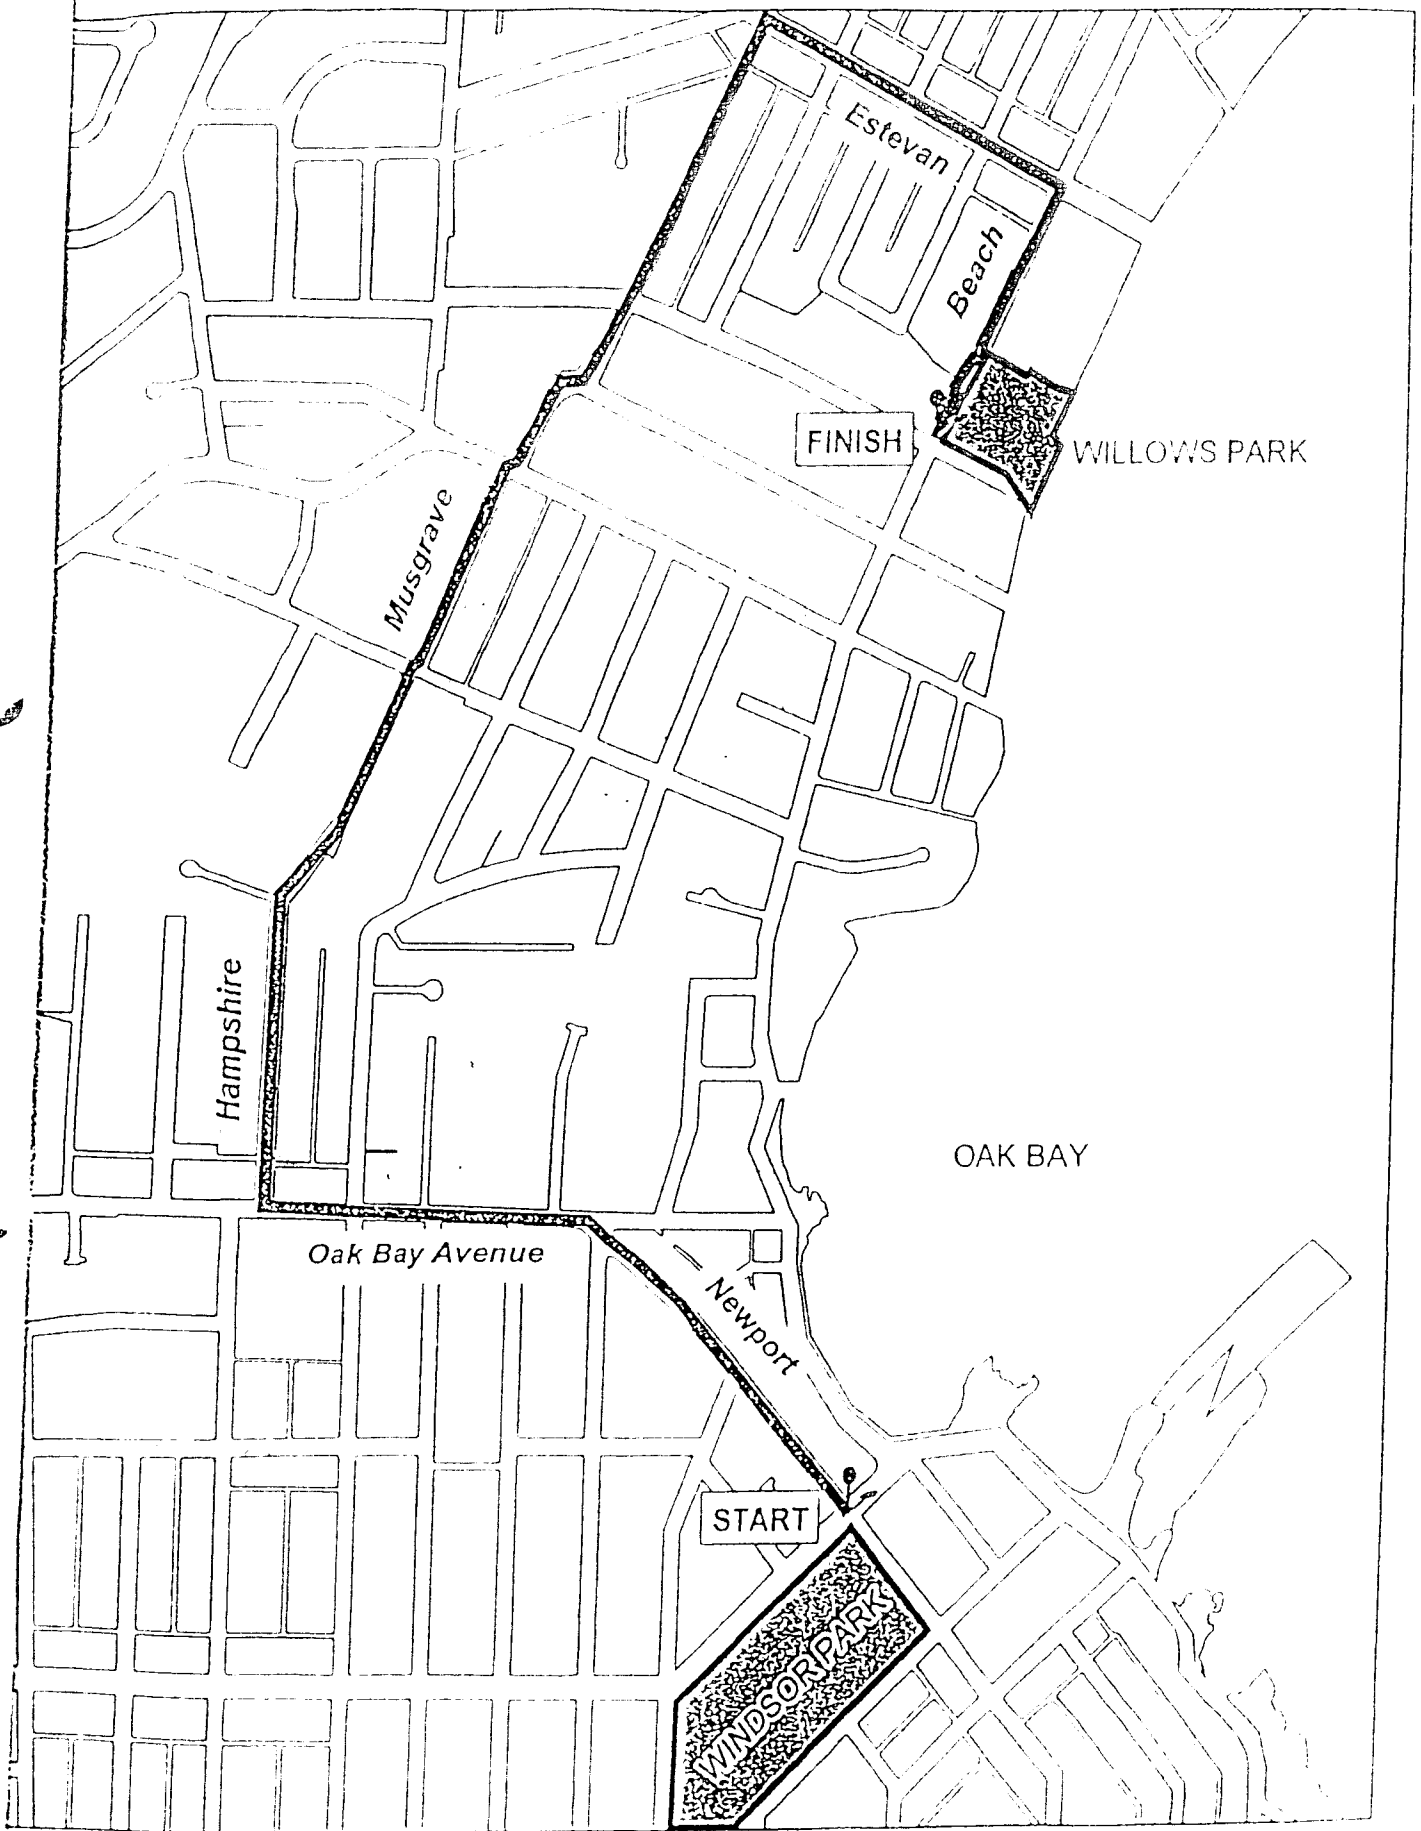 Estevan
Beach
FINISH
WILLOWS PARK
Musgrave
Hampshire
OAK BAY
Oak Bay Avenue
Newport
START
WINDSOR PARK